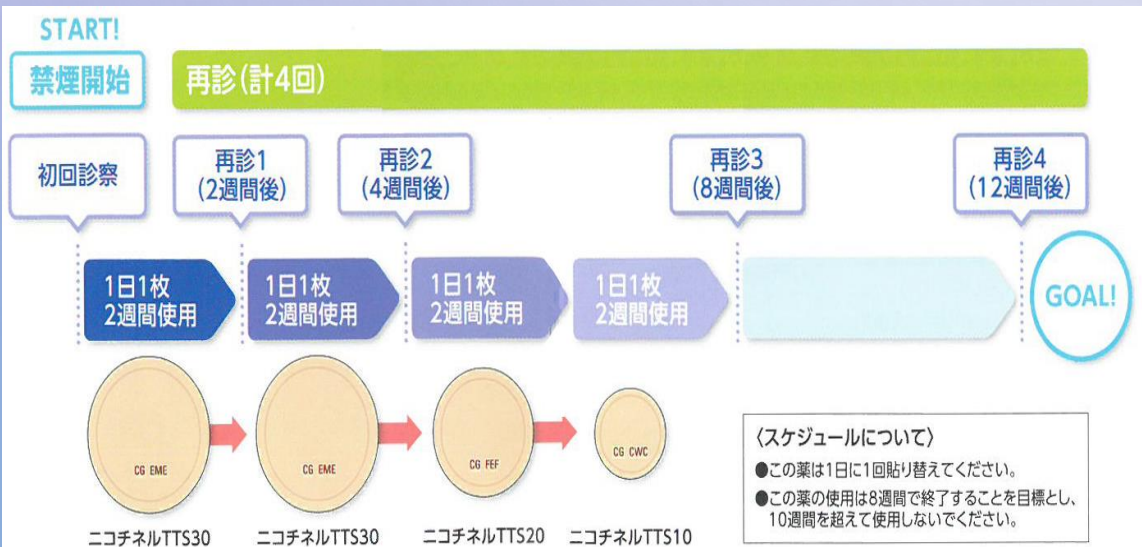 START!
禁煙開始
再診(計4回)
初回診察
再診1
(2週間後)
再診2
(4週間後)
再診3
(8週間後)
再診4
(12週間後)
1日1枚
2週間使用
1日1枚
2週間使用
1日1枚
2週間使用
1日1枚
2週間使用
GOAL!
CG EME
CG EME
CG FEF
CG CWC
ニコチネルTTS30
ニコチネルTTS30
ニコチネルTTS20
ニコチネルTTS10
〈スケジュールについて〉
●この薬は1日に1回貼り替えてください。
●この薬の使用は8週間で終了することを目標とし、
10週間を超えて使用しないでください。